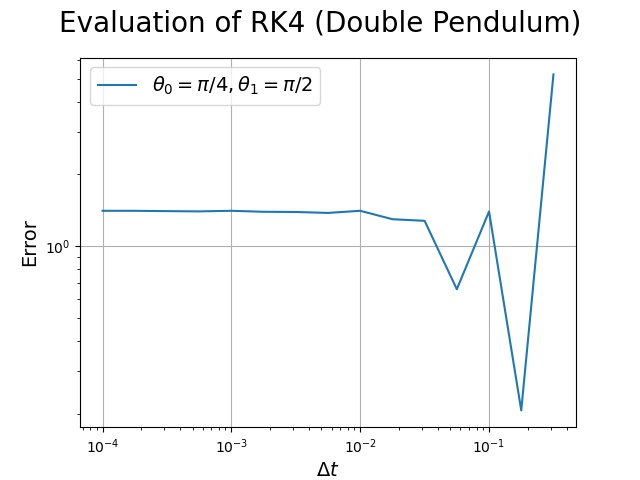 Evaluation of RK4 (Double Pendulum)
θ₀ = π/4, θ₁ = π/2
Error
10⁰
10⁻⁴ 10⁻³ 10⁻² 10⁻¹
Δt